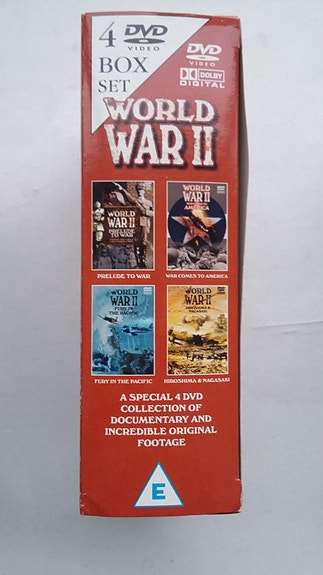 4 DVD
VIDEO
BOX
SET
DVD
VIDEO
DOLBY
DIGITAL
WORLD
WAR II
WORLD
WAR II
PRELUDE
TO WAR
WORLD
WAR II
AMERICA
PRELUDE TO WAR
WAR COMES TO AMERICA
WORLD
WAR II
FURY IN
THE PACIFIC
WORLD
WAR II
HIROSHIMA &
NAGASAKI
FURY IN THE PACIFIC
HIROSHIMA & NAGASAKI
A SPECIAL 4 DVD
COLLECTION OF
DOCUMENTARY AND
INCREDIBLE ORIGINAL
FOOTAGE
E